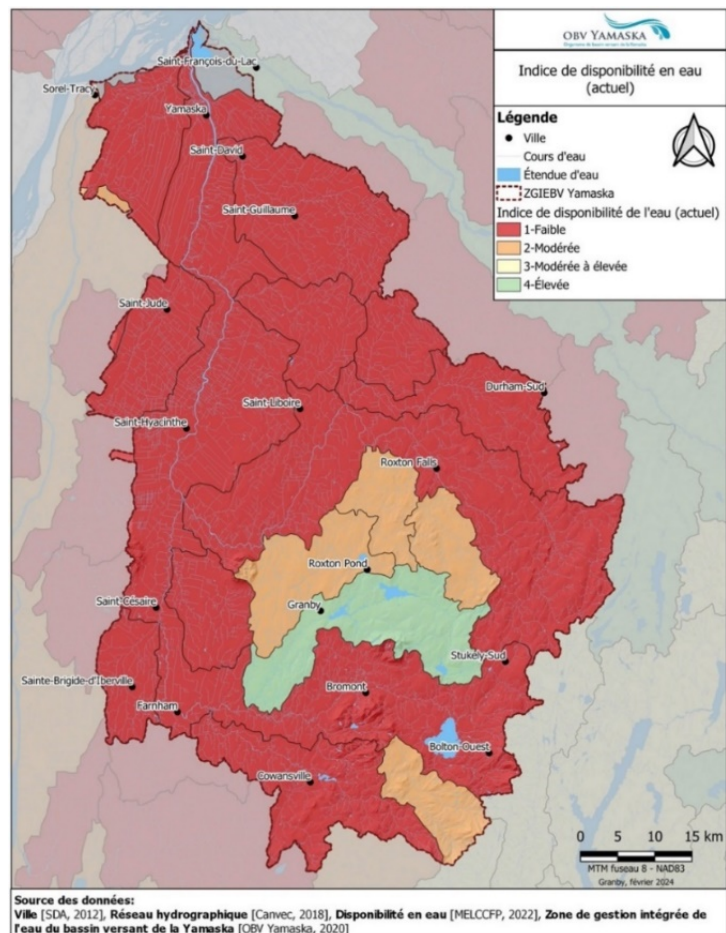 OBV YAMASKA
Indice de disponibilité en eau
(actuel)
Légende
Ville
Cours d'eau
Étendue d'eau
ZGIEBV Yamaska
Indice de disponibilité de l'eau (actuel)
1-Faible
2-Modérée
3-Modérée à élevée
4-Élevée
Saint-François-du-Lac
Sorel-Tracy
Yamaska
Saint-David
Saint-Guillaume
Saint-Jude
Durham-Sud
Saint-Liboire
Saint-Hyacinthe
Roxton Falls
Roxton Pond
Saint-Césaire
Granby
Stukely-Sud
Sainte-Brigide-d'Iberville
Bromont
Farnham
Bolton-Ouest
Cowansville
0 5 10 15 km
MTM fuseau 8 - NAD83
Granby, février 2024
Source des données:
Ville [SDA, 2012], Réseau hydrographique [Canvec, 2018], Disponibilité en eau [MELCCFP, 2022], Zone de gestion intégrée de
l'eau du bassin versant de la Yamaska [OBV Yamaska, 2020]